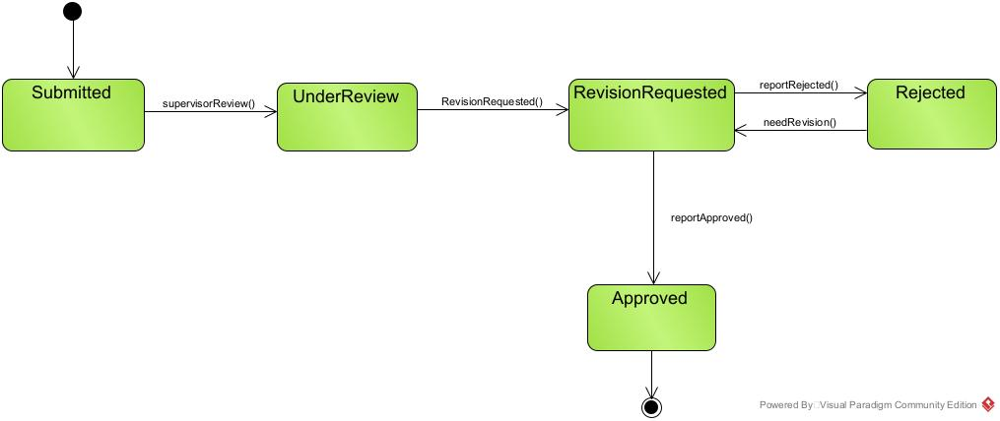 Submitted
supervisorReview()
UnderReview
RevisionRequested()
RevisionRequested
reportRejected()
needRevision()
Rejected
reportApproved()
Approved
Powered By Visual Paradigm Community Edition